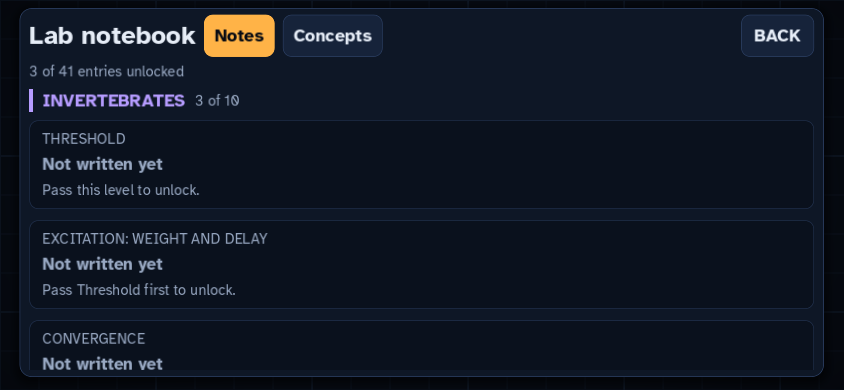 Lab notebook Notes Concepts BACK
3 of 41 entries unlocked
INVERTEBRATES 3 of 10
THRESHOLD
Not written yet
Pass this level to unlock.
EXCITATION: WEIGHT AND DELAY
Not written yet
Pass Threshold first to unlock.
CONVERGENCE
Not written yet